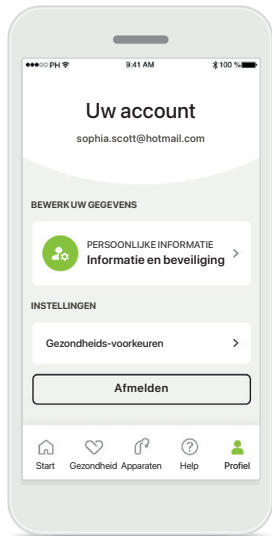 ●●●○○ PH 9:41 AM 100 %
Uw account
sophia.scott@hotmail.com
BEWERK UW GEGEVENS
PERSOONLIJKE INFORMATIE
Informatie en beveiliging
INSTELLINGEN
Gezondheids-voorkeuren
Afmelden
Start Gezondheid Apparaten Help Profiel